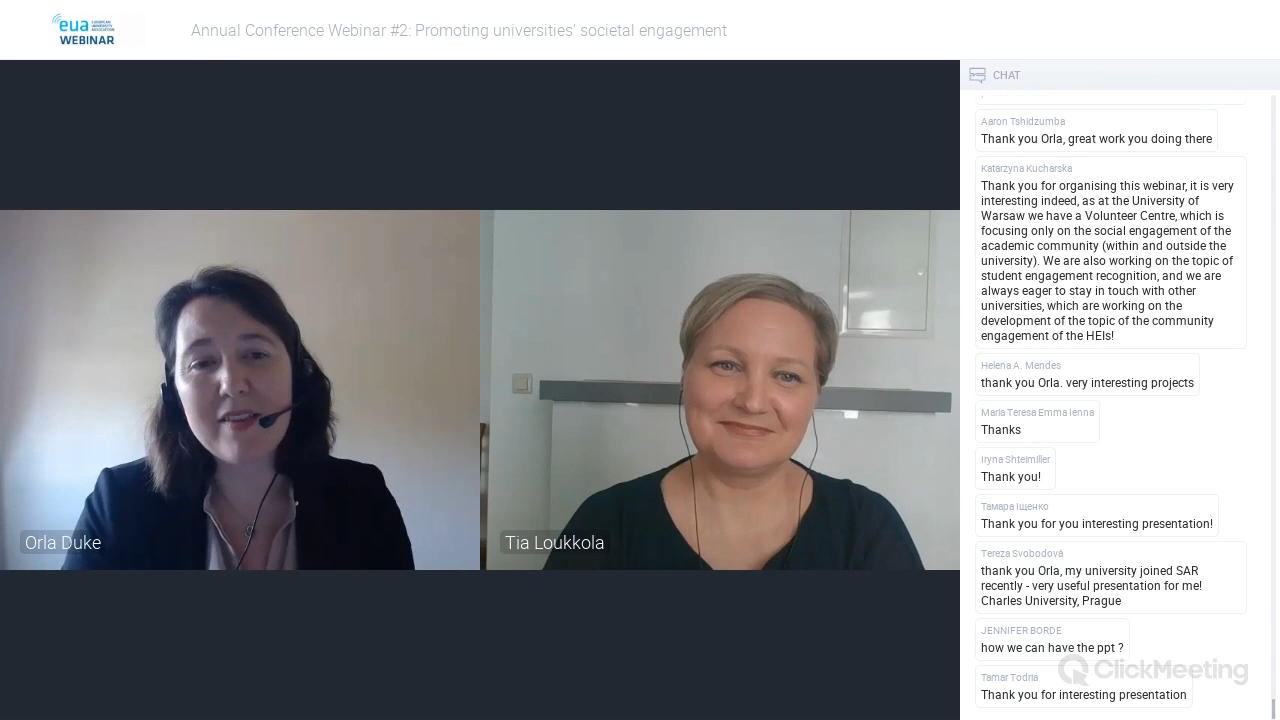 eua
EUROPEAN
UNIVERSITY
ASSOCIATION
WEBINAR
Annual Conference Webinar #2: Promoting universities' societal engagement
CHAT
Aaron Tshidzumba
Thank you Orla, great work you doing there
Katarzyna Kucharska
Thank you for organising this webinar, it is very
interesting indeed, as at the University of
Warsaw we have a Volunteer Centre, which is
focusing only on the social engagement of the
academic community (within and outside the
university). We are also working on the topic of
student engagement recognition, and we are
always eager to stay in touch with other
universities, which are working on the
development of the topic of the community
engagement of the HEIs!
Helena A. Mendes
thank you Orla. very interesting projects
Maria Teresa Emma Ienna
Thanks
Iryna Shteimiller
Thank you!
Тамара Іщенко
Thank you for you interesting presentation!
Tereza Svobodová
thank you Orla, my university joined SAR
recently - very useful presentation for me!
Charles University, Prague
JENNIFER BORDE
how we can have the ppt ?
Tamar Todria
Thank you for interesting presentation
ClickMeeting
Orla Duke
Tia Loukkola